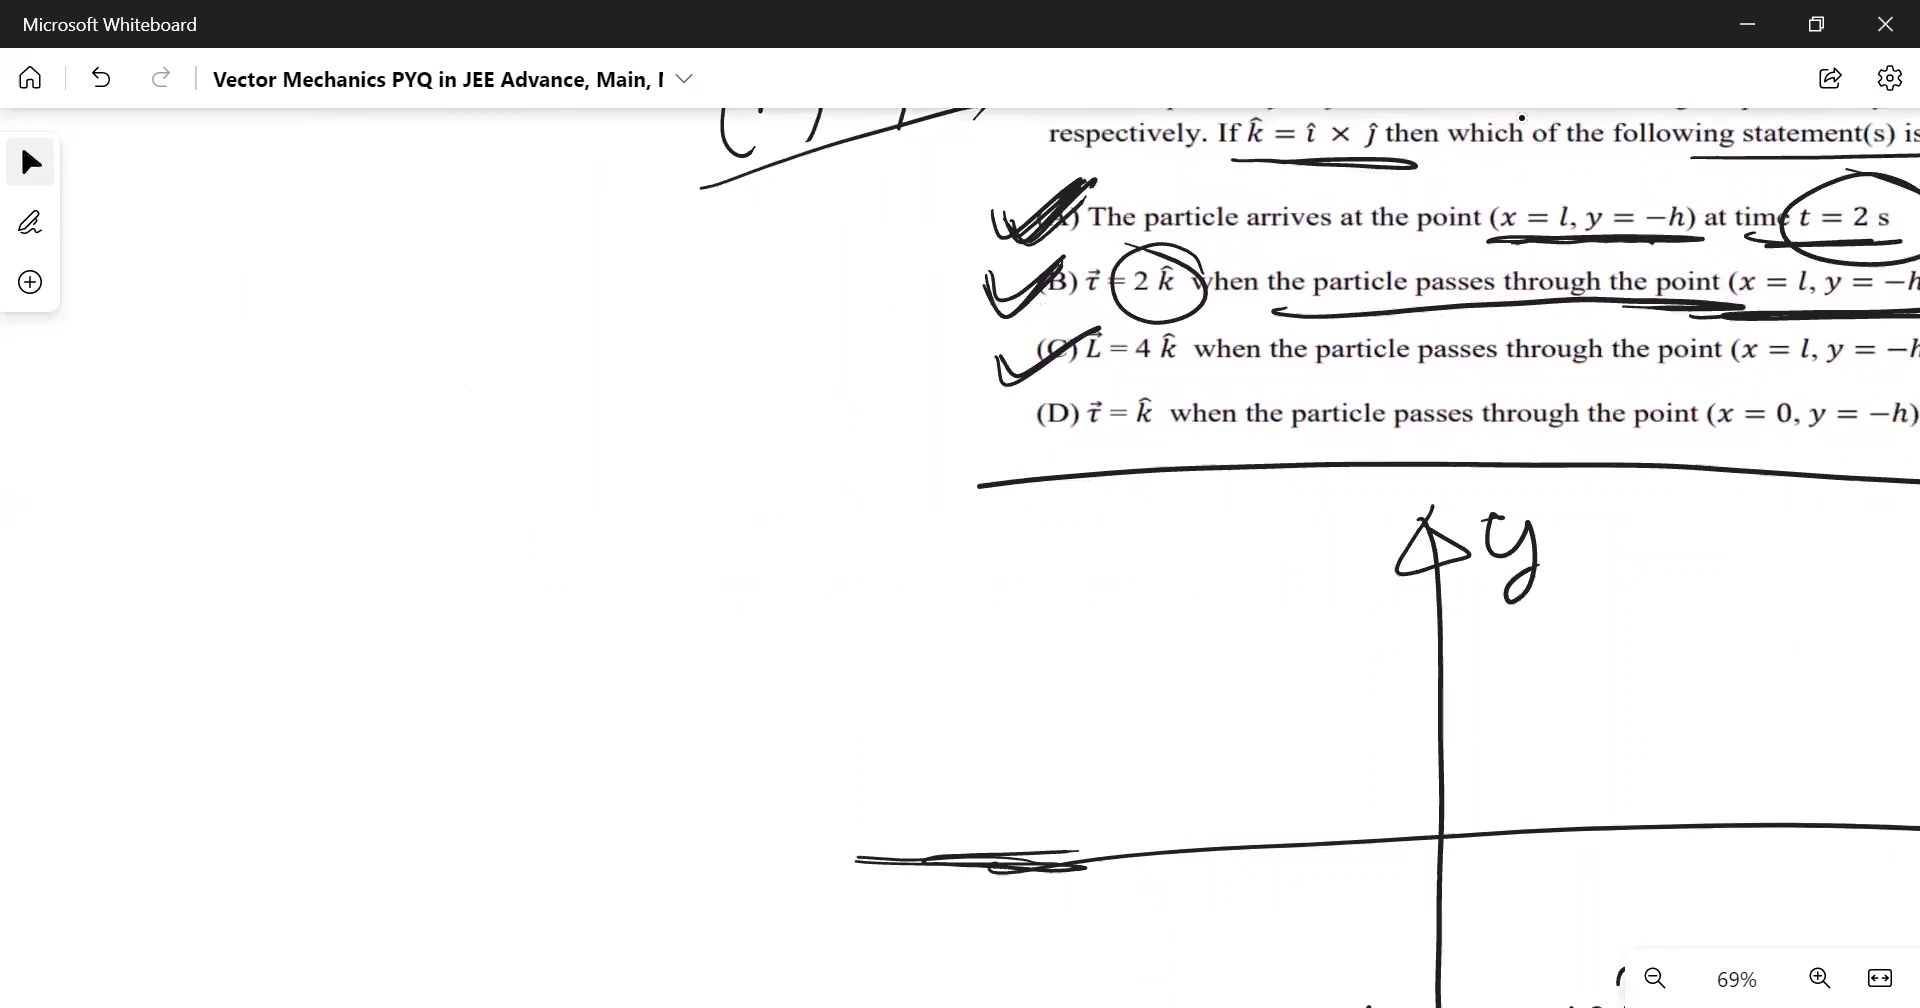 Microsoft Whiteboard
Vector Mechanics PYQ in JEE Advance, Main, I
respectively. If k̂ = î × ĵ then which of the following statement(s) is
The particle arrives at the point (x = l, y = −h) at time t = 2 s
(B) τ⃗ = 2 k̂ when the particle passes through the point (x = l, y = −h
(C) L⃗ = 4 k̂ when the particle passes through the point (x = l, y = −h
(D) τ⃗ = k̂ when the particle passes through the point (x = 0, y = −h)
y
69%